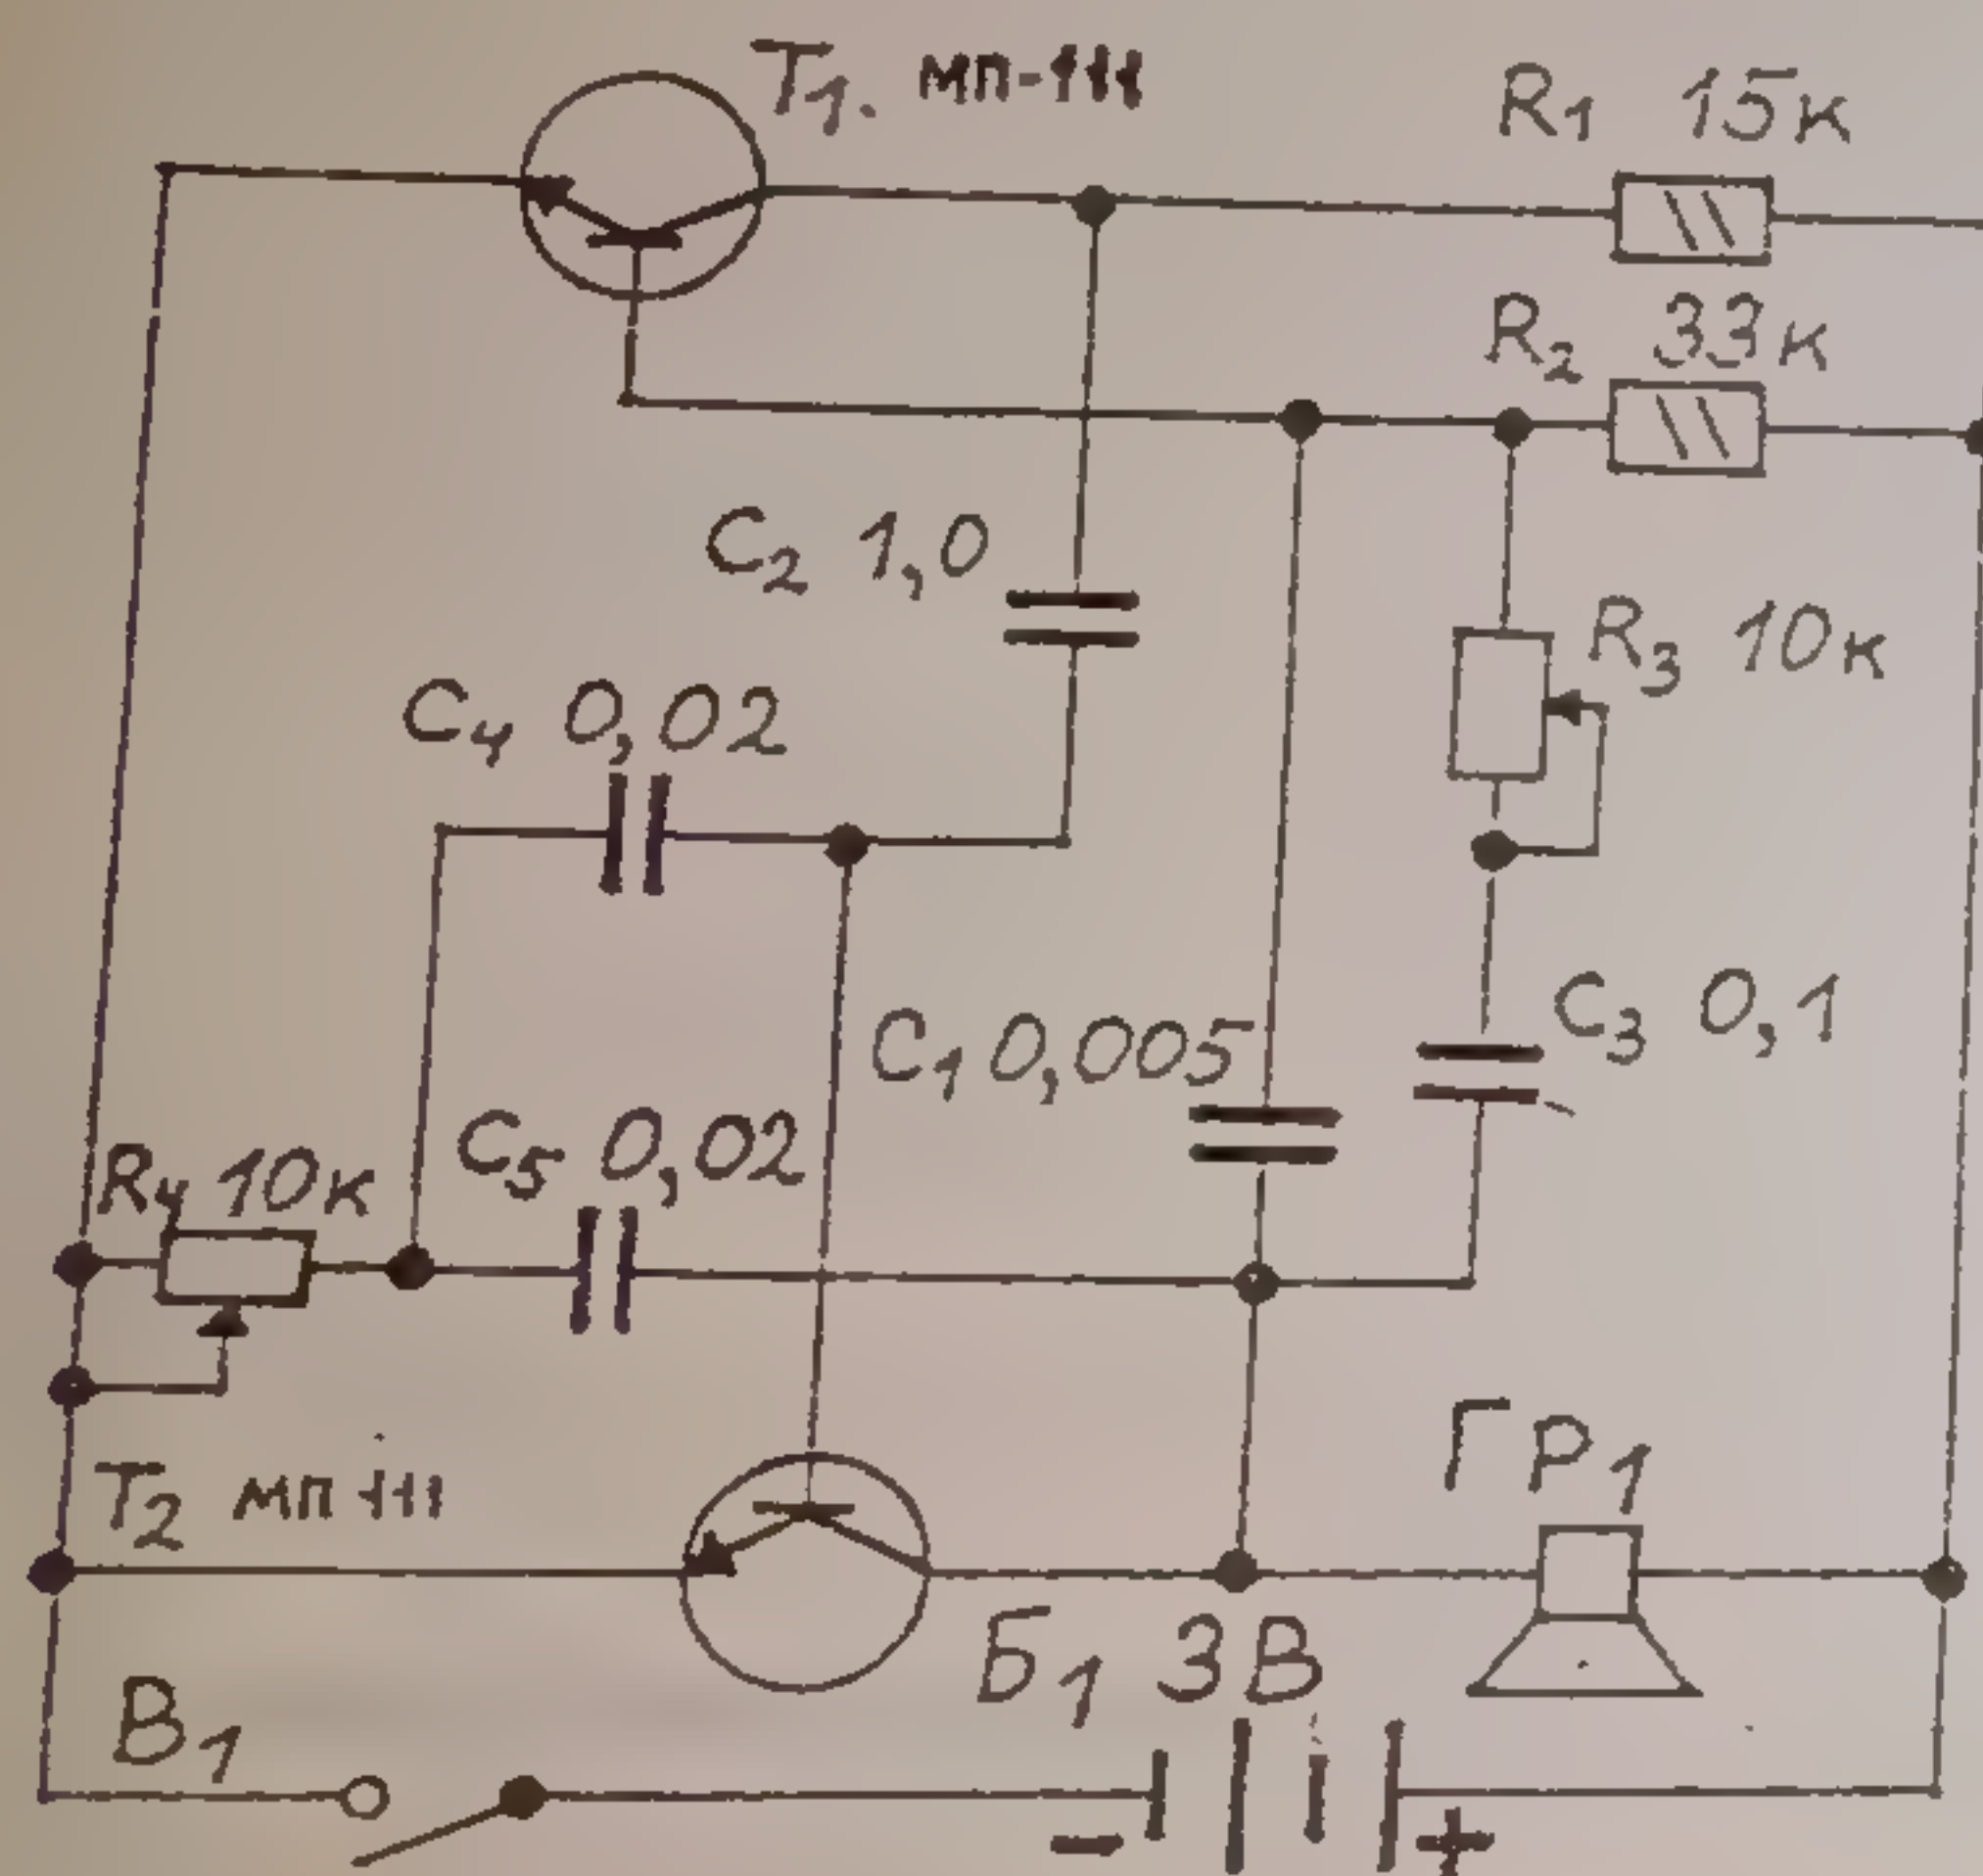 T1. МП-111
R1 15к
R2 33к
C2 1,0
R3 10к
C4 0,02
C3 0,1
C1 0,005
C5 0,02
R4 10к
ГР1
T2 МП 111
Б1 3В
В1
- +